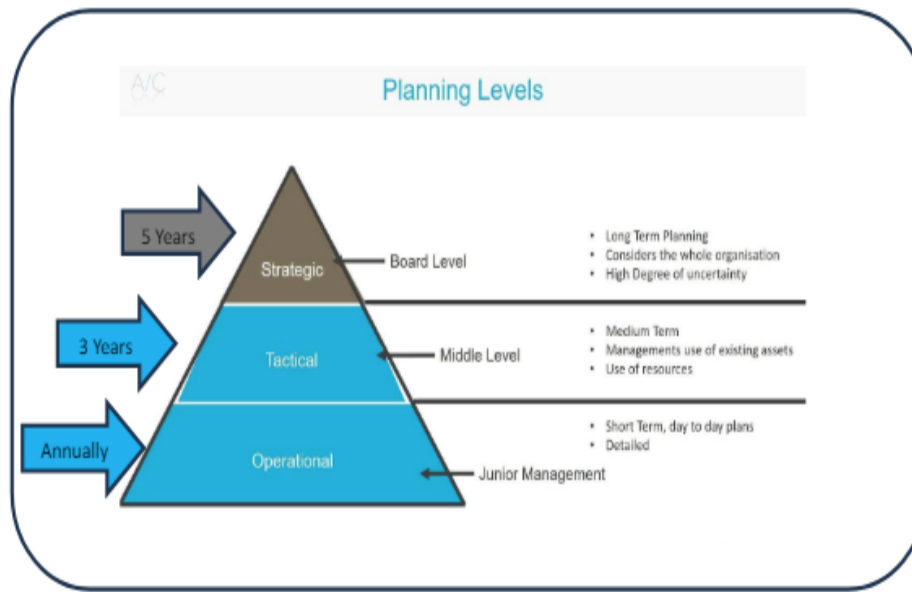 A/C
Planning Levels
5 Years
Strategic
Board Level
• Long Term Planning
• Considers the whole organisation
• High Degree of uncertainty
3 Years
Tactical
Middle Level
• Medium Term
• Managements use of existing assets
• Use of resources
Annually
Operational
Junior Management
• Short Term, day to day plans
• Detailed